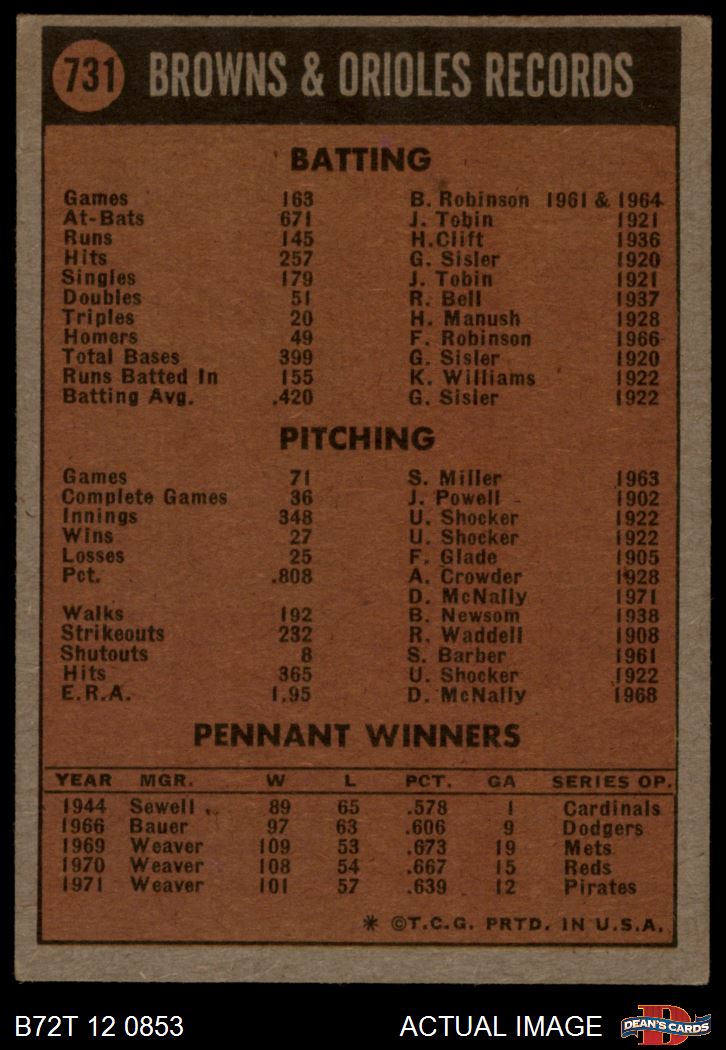 731 BROWNS & ORIOLES RECORDS
BATTING
Games 163 B. Robinson 1961 & 1964
At-Bats 671 J. Tobin 1921
Runs 145 H.Clift 1936
Hits 257 G. Sisler 1920
Singles 179 J. Tobin 1921
Doubles 51 R. Bell 1937
Triples 20 H. Manush 1928
Homers 49 F. Robinson 1966
Total Bases 399 G. Sisler 1920
Runs Batted In 155 K. Williams 1922
Batting Avg. .420 G. Sisler 1922
PITCHING
Games 71 S. Miller 1963
Complete Games 36 J. Powell 1902
Innings 348 U. Shocker 1922
Wins 27 U. Shocker 1922
Losses 25 F. Glade 1905
Pct. .808 A. Crowder 1928
D. McNally 1971
Walks 192 B. Newsom 1938
Strikeouts 232 R. Waddell 1908
Shutouts 8 S. Barber 1961
Hits 365 U. Shocker 1922
E.R.A. 1.95 D. McNally 1968
PENNANT WINNERS
YEAR MGR. W L PCT. GA SERIES OP.
1944 Sewell 89 65 .578 1 Cardinals
1966 Bauer 97 63 .606 9 Dodgers
1969 Weaver 109 53 .673 19 Mets
1970 Weaver 108 54 .667 15 Reds
1971 Weaver 101 57 .639 12 Pirates
* ©T.C.G. PRTD. IN U.S.A.
B72T 12 0853 ACTUAL IMAGE D DEAN'S CARDS